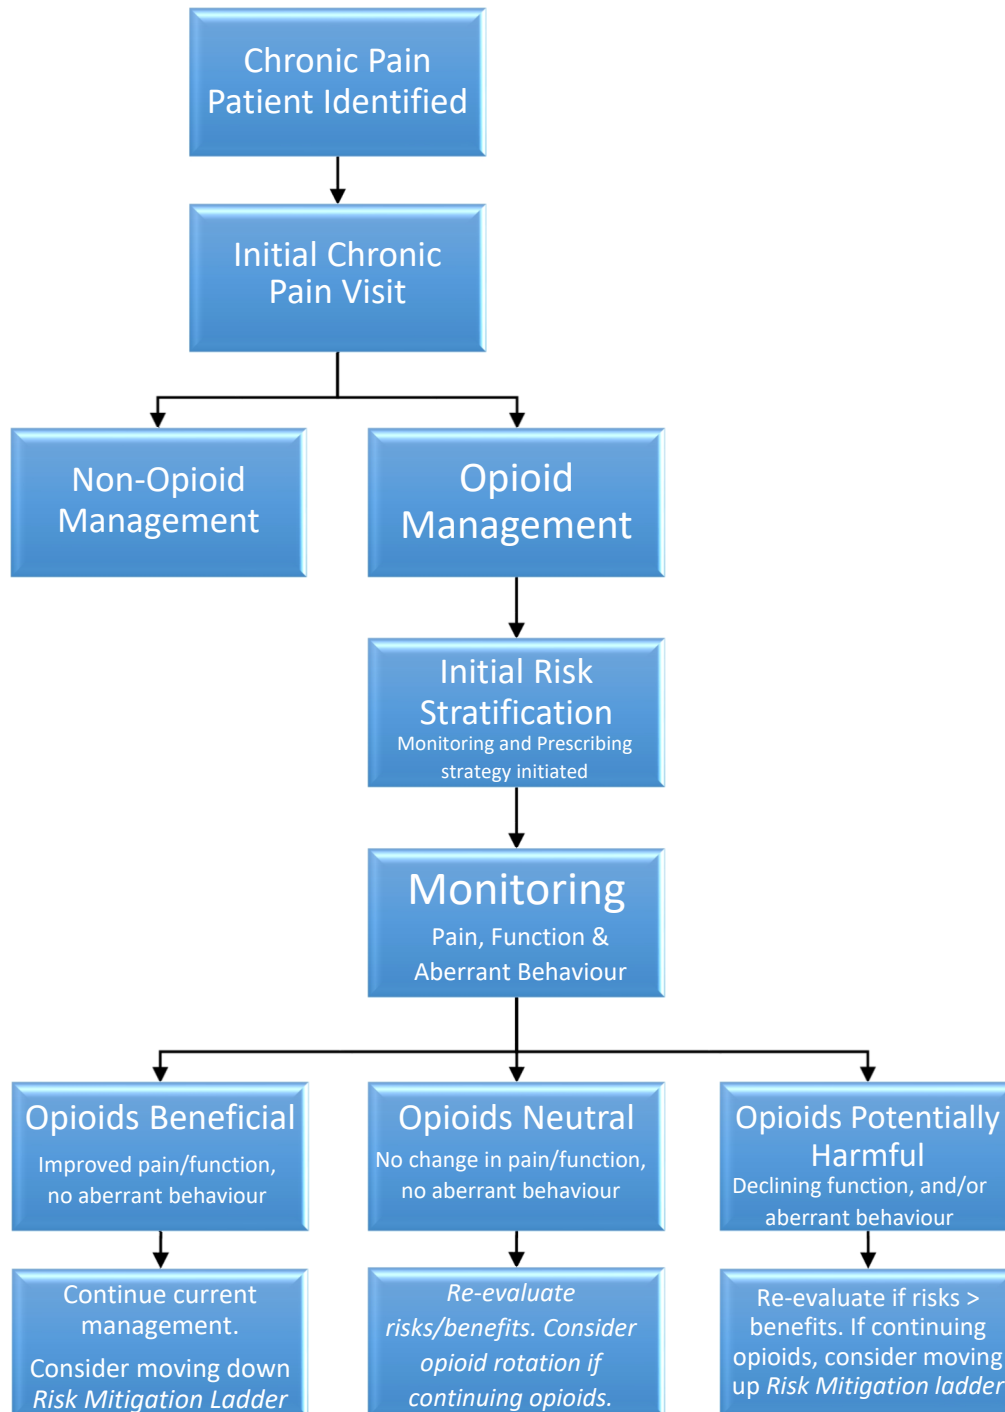 Chronic Pain
Patient Identified
Initial Chronic
Pain Visit
Non-Opioid
Management
Opioid
Management
Initial Risk
Stratification
Monitoring and Prescribing
strategy initiated
Monitoring
Pain, Function &
Aberrant Behaviour
Opioids Beneficial
Improved pain/function,
no aberrant behaviour
Opioids Neutral
No change in pain/function,
no aberrant behaviour
Opioids Potentially
Harmful
Declining function, and/or
aberrant behaviour
Continue current
management.
Consider moving down
Risk Mitigation Ladder
Re-evaluate
risks/benefits. Consider
opioid rotation if
continuing opioids.
Re-evaluate if risks >
benefits. If continuing
opioids, consider moving
up Risk Mitigation ladder